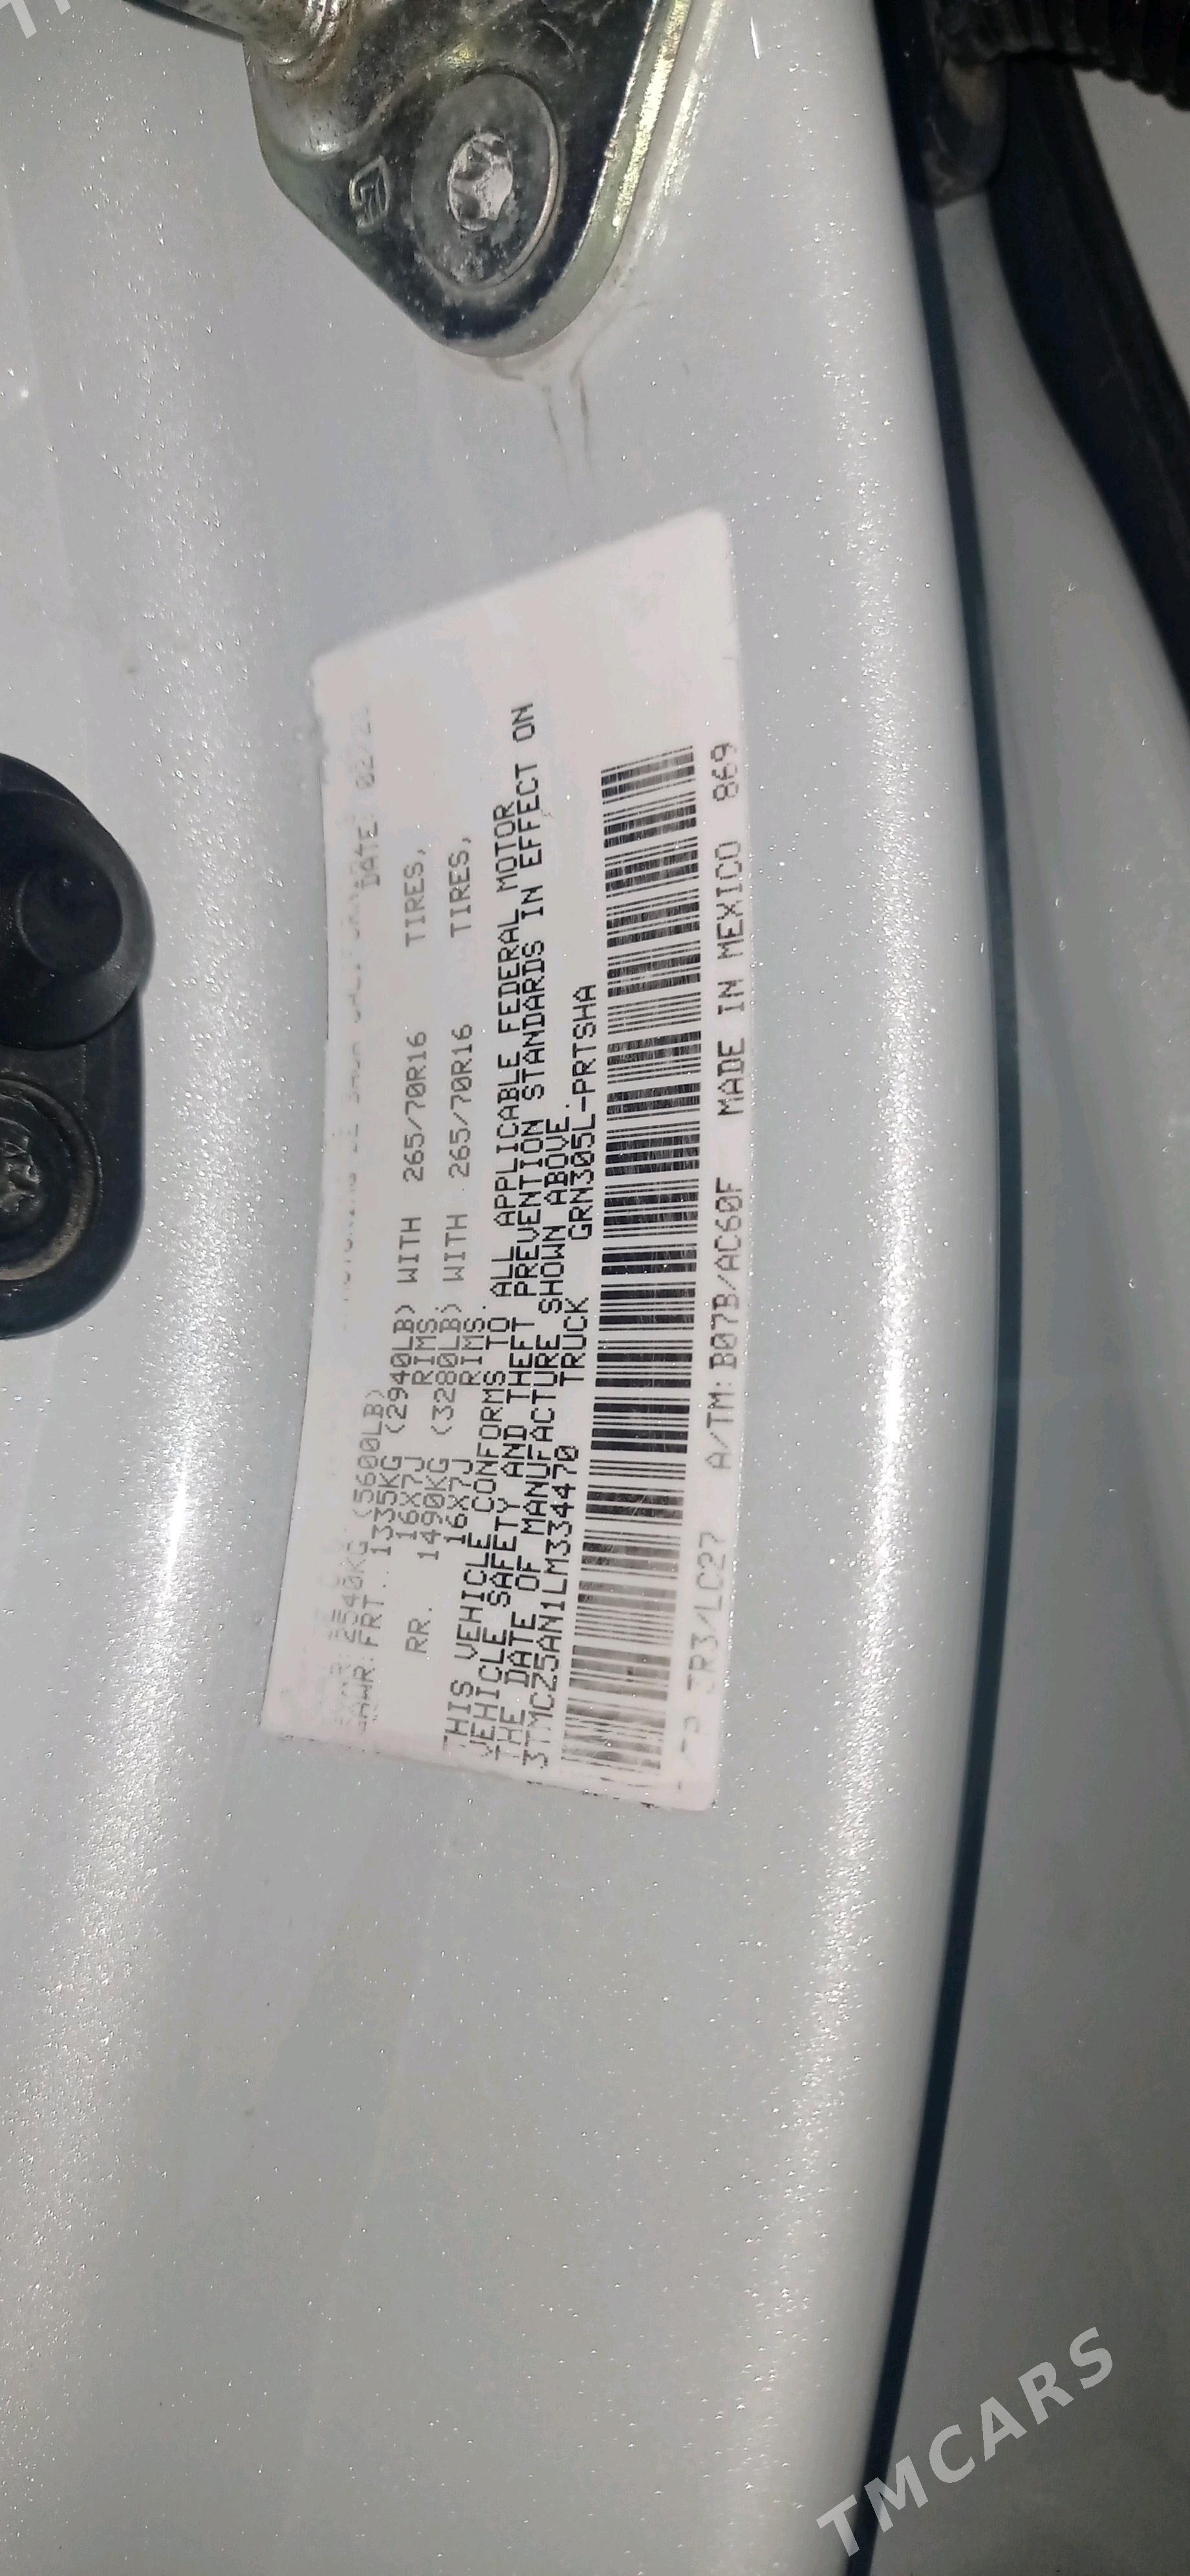 DATE: 02/2
GVWR: 2540KG (5600LB)
GAWR: FRT. 1335KG (2940LB) WITH 265/70R16 TIRES,
16X7J RIMS.
RR. 1490KG (3280LB) WITH 265/70R16 TIRES,
16X7J RIMS.
THIS VEHICLE CONFORMS TO ALL APPLICABLE FEDERAL MOTOR
VEHICLE SAFETY AND THEFT PREVENTION STANDARDS IN EFFECT ON
THE DATE OF MANUFACTURE SHOWN ABOVE.
3TMCZ5AN1LM334470 TRUCK GRN305L-PRTSHA
TR3/LC27 A/TM: B07B/AC60F MADE IN MEXICO 869
TMCARS